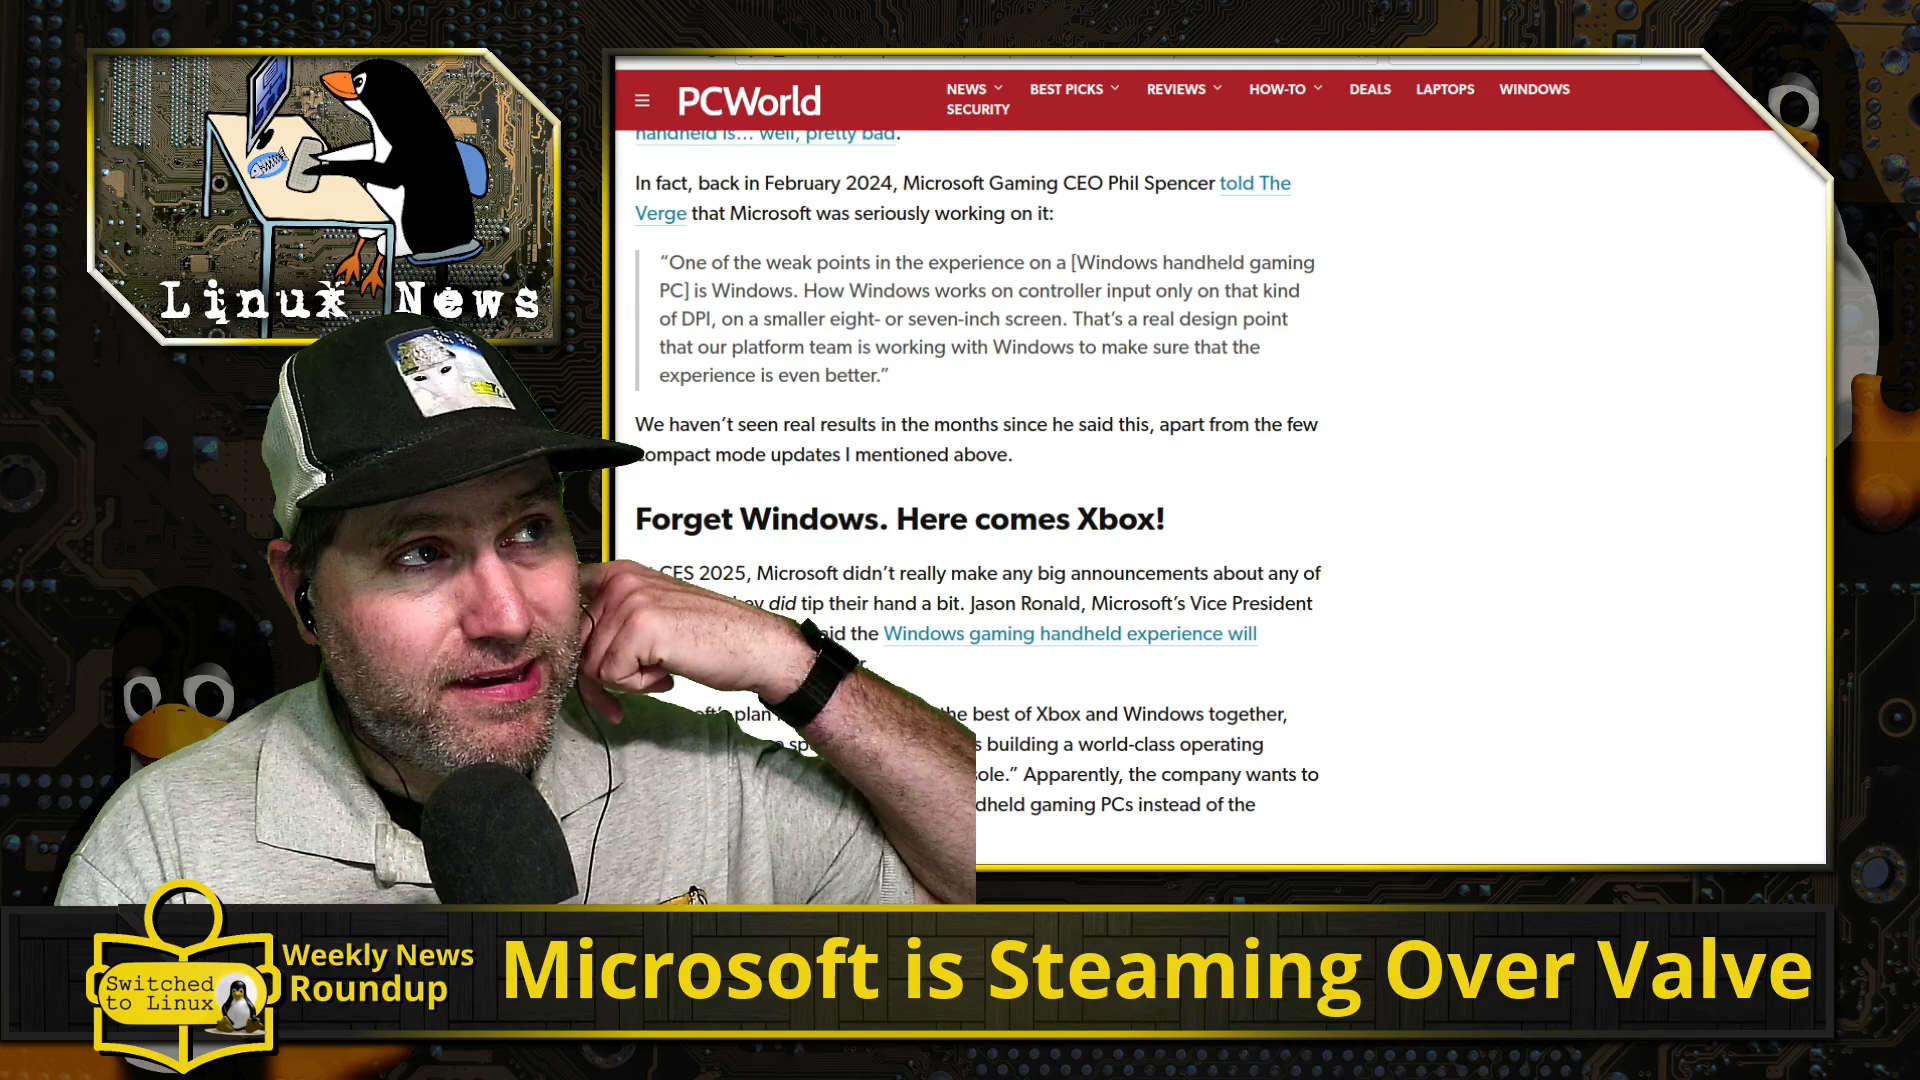 Linux News
PCWorld
NEWS
BEST PICKS
REVIEWS
HOW-TO
DEALS
LAPTOPS
WINDOWS
SECURITY
handheld is… well, pretty bad.
In fact, back in February 2024, Microsoft Gaming CEO Phil Spencer told The
Verge that Microsoft was seriously working on it:
“One of the weak points in the experience on a [Windows handheld gaming
PC] is Windows. How Windows works on controller input only on that kind
of DPI, on a smaller eight- or seven-inch screen. That’s a real design point
that our platform team is working with Windows to make sure that the
experience is even better.”
We haven’t seen real results in the months since he said this, apart from the few
compact mode updates I mentioned above.
Forget Windows. Here comes Xbox!
CES 2025, Microsoft didn’t really make any big announcements about any of
did tip their hand a bit. Jason Ronald, Microsoft’s Vice President
the Windows gaming handheld experience will
plan the best of Xbox and Windows together,
building a world-class operating
Apparently, the company wants to
gaming PCs instead of the
Switched
to Linux
Weekly News
Roundup
Microsoft is Steaming Over Valve